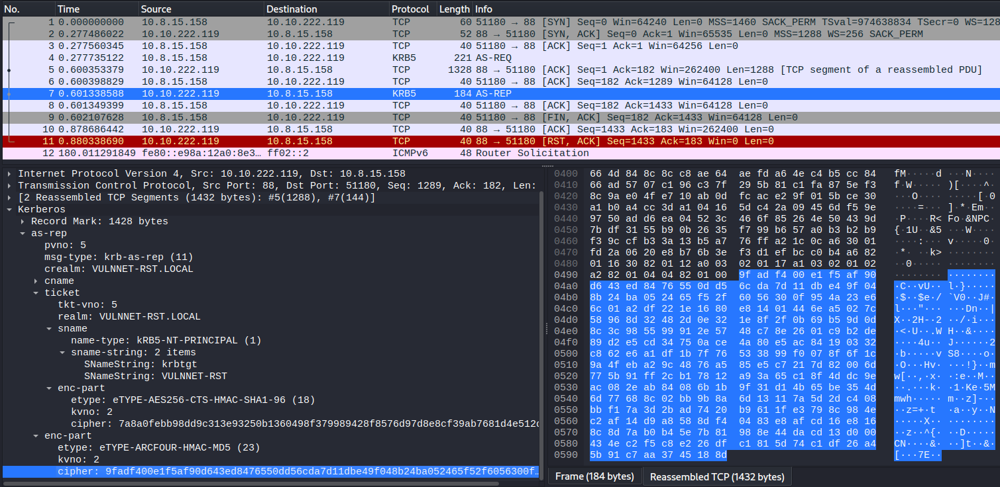 No. Time Source Destination Protocol Length Info
1 0.000000000 10.8.15.158 10.10.222.119 TCP 60 51180 → 88 [SYN] Seq=0 Win=64240 Len=0 MSS=1460 SACK_PERM TSval=974638834 TSecr=0 WS=128
2 0.277486022 10.10.222.119 10.8.15.158 TCP 52 88 → 51180 [SYN, ACK] Seq=0 Ack=1 Win=65535 Len=0 MSS=1288 WS=256 SACK_PERM
3 0.277560345 10.8.15.158 10.10.222.119 TCP 40 51180 → 88 [ACK] Seq=1 Ack=1 Win=64256 Len=0
4 0.277735122 10.8.15.158 10.10.222.119 KRB5 221 AS-REQ
5 0.600353379 10.10.222.119 10.8.15.158 TCP 1328 88 → 51180 [ACK] Seq=1 Ack=182 Win=262400 Len=1288 [TCP segment of a reassembled PDU]
6 0.600398829 10.8.15.158 10.10.222.119 TCP 40 51180 → 88 [ACK] Seq=182 Ack=1289 Win=64128 Len=0
7 0.601338588 10.10.222.119 10.8.15.158 KRB5 184 AS-REP
8 0.601349399 10.8.15.158 10.10.222.119 TCP 40 51180 → 88 [ACK] Seq=182 Ack=1433 Win=64128 Len=0
9 0.602107628 10.8.15.158 10.10.222.119 TCP 40 51180 → 88 [FIN, ACK] Seq=182 Ack=1433 Win=64128 Len=0
10 0.878686442 10.10.222.119 10.8.15.158 TCP 40 88 → 51180 [ACK] Seq=1433 Ack=183 Win=262400 Len=0
11 0.880338690 10.10.222.119 10.8.15.158 TCP 40 88 → 51180 [RST, ACK] Seq=1433 Ack=183 Win=0 Len=0
12 180.011291849 fe80::e98a:12a0:8e3… ff02::2 ICMPv6 48 Router Solicitation
Internet Protocol Version 4, Src: 10.10.222.119, Dst: 10.8.15.158
Transmission Control Protocol, Src Port: 88, Dst Port: 51180, Seq: 1289, Ack: 182, Len:
[2 Reassembled TCP Segments (1432 bytes): #5(1288), #7(144)]
Kerberos
Record Mark: 1428 bytes
as-rep
pvno: 5
msg-type: krb-as-rep (11)
crealm: VULNNET-RST.LOCAL
cname
ticket
tkt-vno: 5
realm: VULNNET-RST.LOCAL
sname
name-type: kRB5-NT-PRINCIPAL (1)
sname-string: 2 items
SNameString: krbtgt
SNameString: VULNNET-RST
enc-part
etype: eTYPE-AES256-CTS-HMAC-SHA1-96 (18)
kvno: 2
cipher: 7a8a0febb98dd9c313e93250b1360498f379989428f8576d97d8e8cf39ab7681d4e512c
enc-part
etype: eTYPE-ARCFOUR-HMAC-MD5 (23)
kvno: 2
cipher: 9fadf400e1f5af90d643ed8476550dd56cda7d11dbe49f048b24ba052465f52f6056300f…
0400 66 4d 84 8c 8c c8 ae 64 ae fd a6 4e c4 b5 cc 84 fM·····d ···N····
0410 66 ad 57 07 c1 96 c3 7f 29 5b 81 c1 fa 87 5e f3 f·W····· )[····^·
0420 8c 9a e0 4f e7 10 ab 0d fc ac e2 9f 01 5b ce 30 ···O···· ·····[·0
0430 a1 b0 a4 cc 3d a1 04 16 5d c4 2a 09 45 6d f5 9e ····=··· ]·*·Em··
0440 97 50 ad d6 ea 04 52 3c 46 6f 85 26 4e 50 43 9d ·P····R< Fo·&NPC·
0450 7b df 31 55 b9 0b 26 35 f7 99 b6 57 a0 b3 b2 b9 {·1U··&5 ···W····
0460 f3 9c cf b3 3a 13 b5 a7 76 ff a2 1c 0c a6 30 01 ····:··· v·····0·
0470 fd 2a 06 20 e8 b7 6b 3e f3 d1 ef bc c0 b4 a6 82 ·*· ··k> ········
0480 01 16 30 82 01 12 a0 03 02 01 17 a1 03 02 01 02 ··0····· ········
0490 a2 82 01 04 04 82 01 00 9f ad f4 00 e1 f5 af 90 ········ ········
04a0 d6 43 ed 84 76 55 0d d5 6c da 7d 11 db e4 9f 04 ·C··vU·· l·}·····
04b0 8b 24 ba 05 24 65 f5 2f 60 56 30 0f 95 4a 23 e6 ·$··$e·/ `V0··J#·
04c0 6c 01 a2 df 22 1e 16 80 e8 14 01 44 6e a5 02 7c l···"··· ···Dn··|
04d0 58 96 8d 32 48 2d 0e 32 1e 8f 2f 0b 69 b5 9d 0d X··2H-·2 ··/·i···
04e0 8c 3c 98 55 99 91 2e 57 48 c7 8e 26 01 c9 b2 de ·<·U··.W H··&····
04f0 89 d2 e5 cd 34 75 0a ce 4a 80 e5 ac 84 19 03 32 ····4u·· J······2
0500 c8 62 e6 a1 df 1b 7f 76 53 38 99 f0 07 8f 6f 1c ·b·····v S8····o·
0510 9a 4f eb a2 9c 48 76 a5 85 e5 c7 21 7d 82 00 6d ·O···Hv· ···!}··m
0520 77 5b 91 ff 2c b1 78 12 a9 3a 65 c1 8f 4d dc 9e w[··,·x· ·:e··M··
0530 ac 08 2e ab 84 08 6b 1b 9f 31 d1 4b 65 be 35 4d ··.···k· ·1·Ke·5M
0540 6d 77 68 8c 02 bb 9b 8a 6d 13 11 7a 5d 2d c4 08 mwh····· m··z]-··
0550 bb f1 7a 3d 2b ad 74 20 b9 61 1f e3 79 8c 98 4e ··z=+·t  ·a··y··N
0560 c2 af 14 d9 a8 58 8d f4 04 83 e8 af cd 16 e8 16 ·····X·· ········
0570 8c 8d 7a b0 b4 5e 7b 81 98 8e 44 da cd 13 d0 00 ··z··^{· ··D·····
0580 43 4e c2 f5 c8 e2 26 df c1 81 5d 74 c1 df 26 a4 CN····&· ··]t··&·
0590 5b 91 c7 aa 37 45 18 8d [···7E··
Frame (184 bytes) Reassembled TCP (1432 bytes)